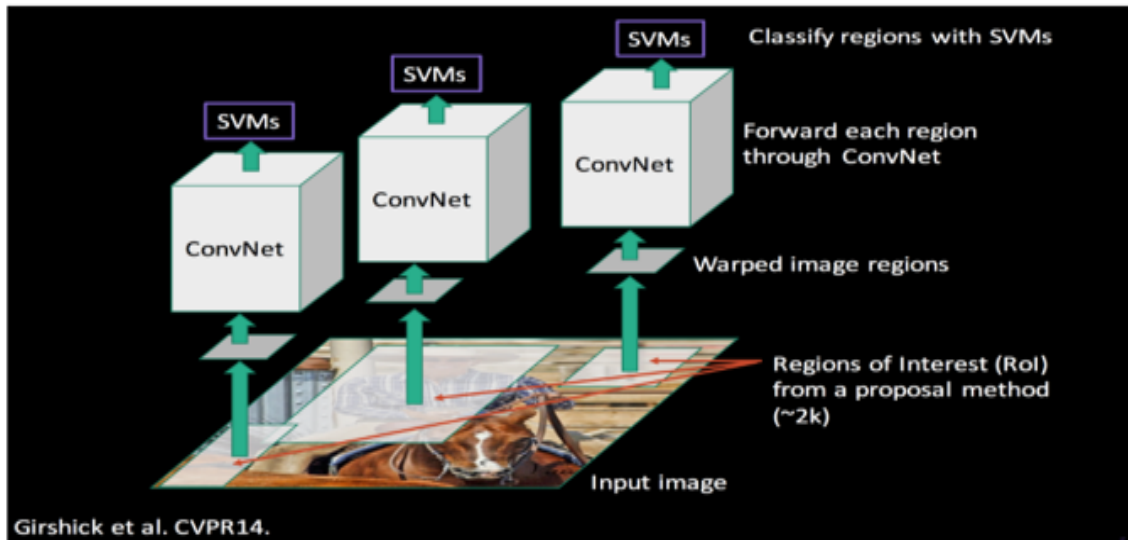 SVMs
Classify regions with SVMs
SVMs
SVMs
ConvNet
Forward each region
through ConvNet
ConvNet
ConvNet
Warped image regions
Regions of Interest (RoI)
from a proposal method
(~2k)
Input image
Girshick et al. CVPR14.